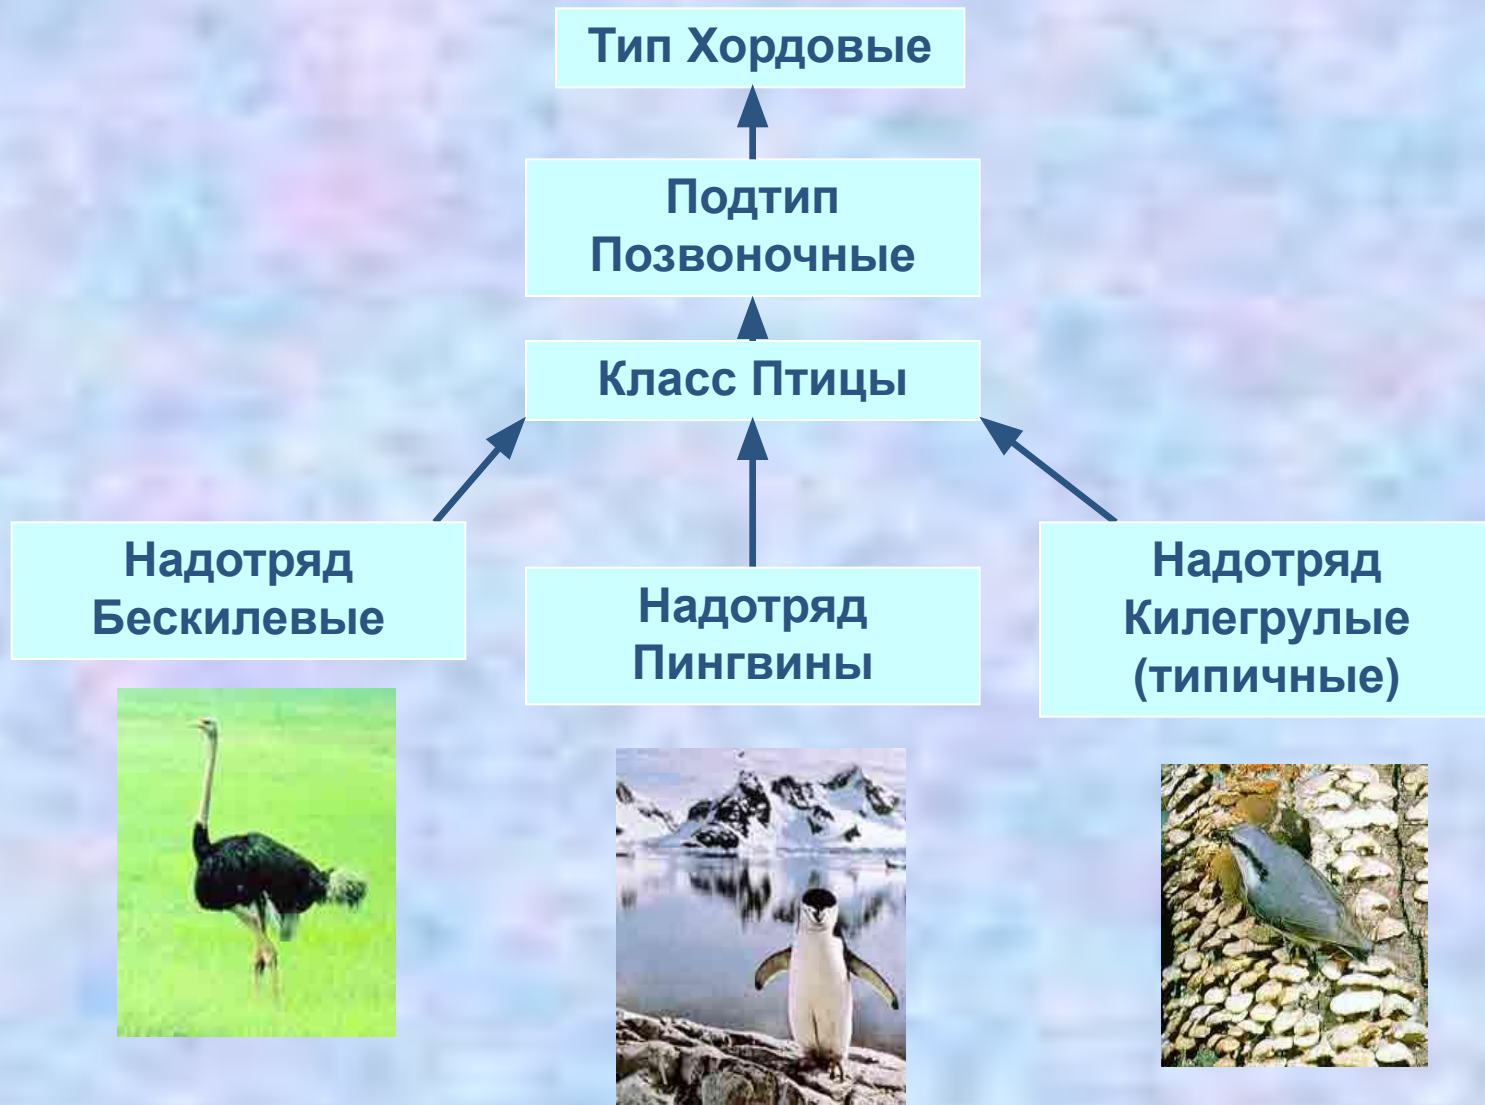 Тип Хордовые
Подтип
Позвоночные
Класс Птицы
Надотряд
Бескилевые
Надотряд
Пингвины
Надотряд
Килегрулые
(типичные)